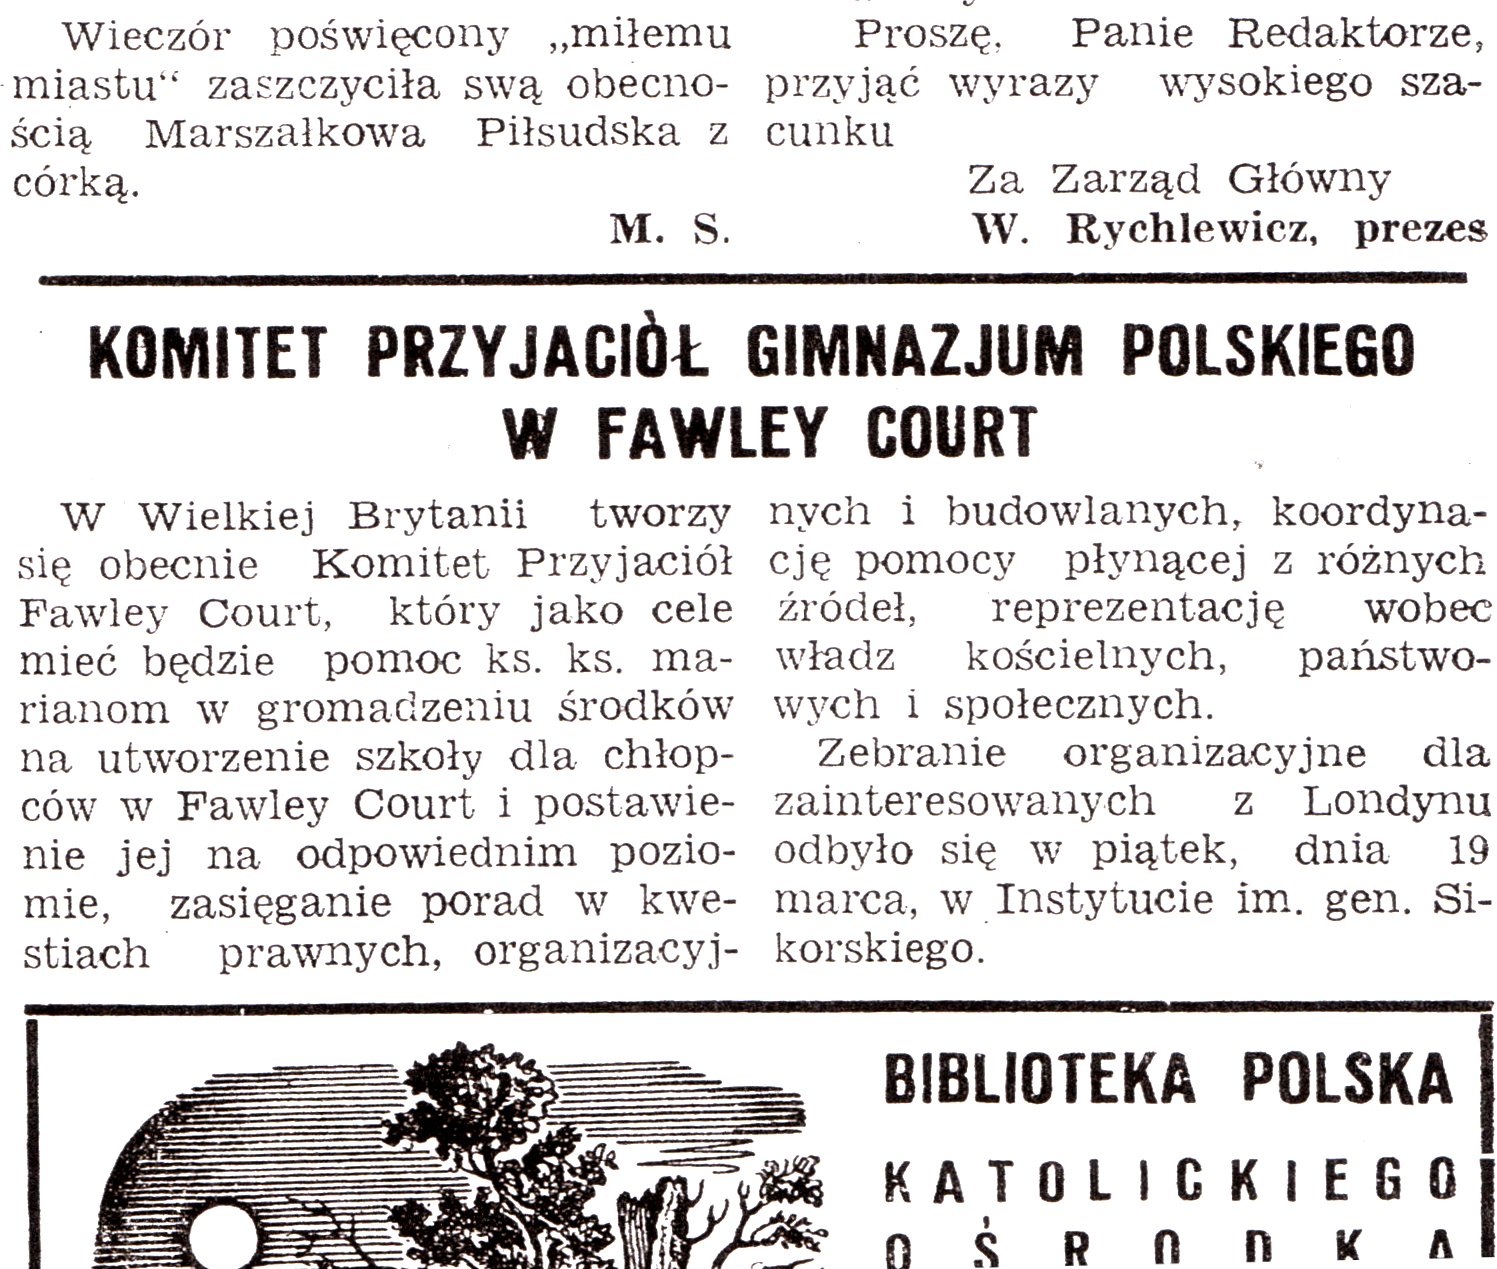 Wieczór poświęcony „miłemu
miastu“ zaszczyciła swą obecno-
ścią Marszałkowa Piłsudska z
córką.
M. S.
Proszę, Panie Redaktorze,
przyjąć wyrazy wysokiego sza-
cunku
Za Zarząd Główny
W. Rychlewicz, prezes
KOMITET PRZYJACIÒŁ GIMNAZJUM POLSKIEGO
W FAWLEY COURT
W Wielkiej Brytanii tworzy
się obecnie Komitet Przyjaciół
Fawley Court, który jako cele
mieć będzie pomoc ks. ks. ma-
rianom w gromadzeniu środków
na utworzenie szkoły dla chłop-
ców w Fawley Court i postawie-
nie jej na odpowiednim pozio-
mie, zasięganie porad w kwe-
stiach prawnych, organizacyj-
nych i budowlanych, koordyna-
cję pomocy płynącej z różnych
źródeł, reprezentację wobec
władz kościelnych, państwo-
wych i społecznych.
Zebranie organizacyjne dla
zainteresowanych z Londynu
odbyło się w piątek, dnia 19
marca, w Instytucie im. gen. Si-
korskiego.
BIBLIOTEKA POLSKA
KATOLICKIEGO
OŚRODKA